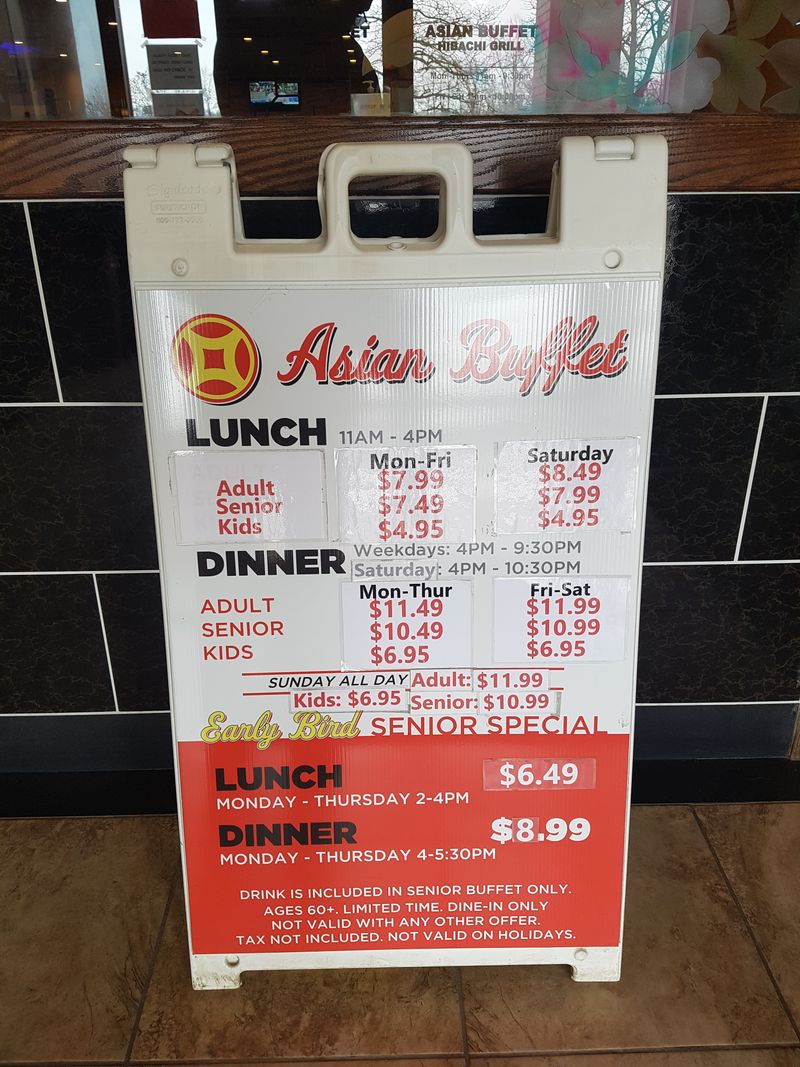 ASIAN BUFFET
HIBACHI GRILL
Asian Buffet
LUNCH 11AM - 4PM
Mon-Fri Saturday
Adult $7.99 $8.49
Senior $7.49 $7.99
Kids $4.95 $4.95
DINNER Weekdays: 4PM - 9:30PM
Saturday: 4PM - 10:30PM
Mon-Thur Fri-Sat
ADULT $11.49 $11.99
SENIOR $10.49 $10.99
KIDS $6.95 $6.95
SUNDAY ALL DAY Adult: $11.99
Kids: $6.95 Senior: $10.99
Early Bird SENIOR SPECIAL
LUNCH $6.49
MONDAY - THURSDAY 2-4PM
DINNER $8.99
MONDAY - THURSDAY 4-5:30PM
DRINK IS INCLUDED IN SENIOR BUFFET ONLY.
AGES 60+. LIMITED TIME. DINE-IN ONLY
NOT VALID WITH ANY OTHER OFFER.
TAX NOT INCLUDED. NOT VALID ON HOLIDAYS.